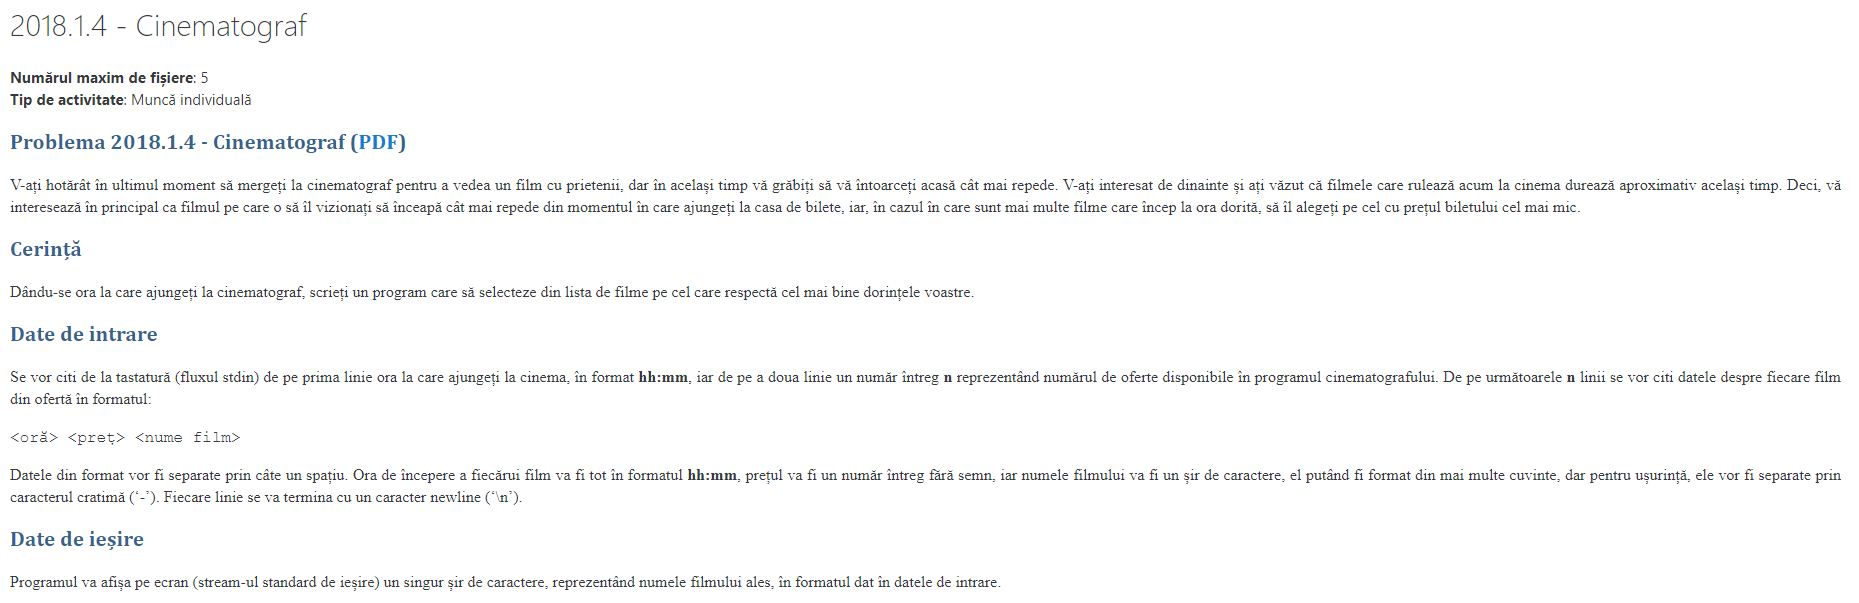 2018.1.4 - Cinematograf
Numărul maxim de fișiere: 5
Tip de activitate: Muncă individuală
Problema 2018.1.4 - Cinematograf (PDF)
V-ați hotărât în ultimul moment să mergeți la cinematograf pentru a vedea un film cu prietenii, dar în același timp vă grăbiți să vă întoarceți acasă cât mai repede. V-ați interesat de dinainte și ați văzut că filmele care rulează acum la cinema durează aproximativ același timp. Deci, vă
interesează în principal ca filmul pe care o să îl vizionați să înceapă cât mai repede din momentul în care ajungeți la casa de bilete, iar, în cazul în care sunt mai multe filme care încep la ora dorită, să îl alegeți pe cel cu prețul biletului cel mai mic.
Cerință
Dându-se ora la care ajungeți la cinematograf, scrieți un program care să selecteze din lista de filme pe cel care respectă cel mai bine dorințele voastre.
Date de intrare
Se vor citi de la tastatură (fluxul stdin) de pe prima linie ora la care ajungeți la cinema, în format hh:mm, iar de pe a doua linie un număr întreg n reprezentând numărul de oferte disponibile în programul cinematografului. De pe următoarele n linii se vor citi datele despre fiecare film
din ofertă în formatul:
<oră> <preț> <nume film>
Datele din format vor fi separate prin câte un spațiu. Ora de începere a fiecărui film va fi tot în formatul hh:mm, prețul va fi un număr întreg fără semn, iar numele filmului va fi un șir de caractere, el putând fi format din mai multe cuvinte, dar pentru ușurință, ele vor fi separate prin
caracterul cratimă (‘-’). Fiecare linie se va termina cu un caracter newline (‘\n’).
Date de ieșire
Programul va afișa pe ecran (stream-ul standard de ieșire) un singur șir de caractere, reprezentând numele filmului ales, în formatul dat în datele de intrare.